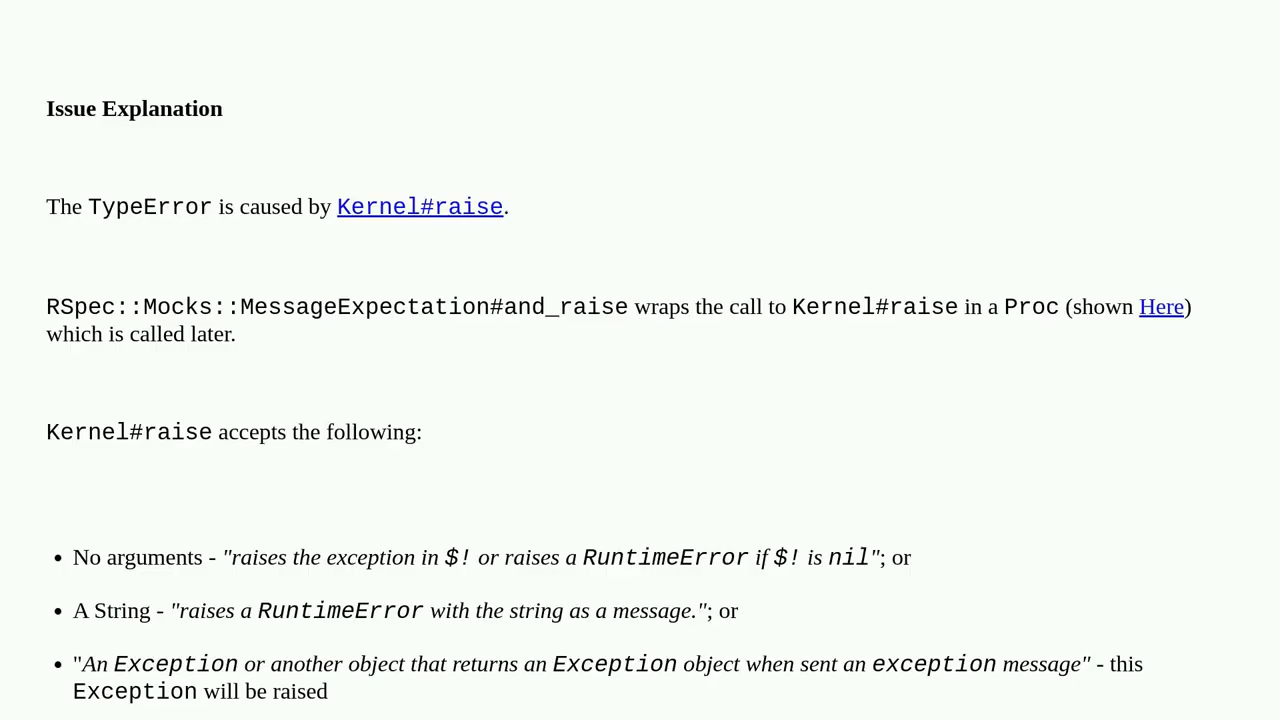 Issue Explanation
The TypeError is caused by Kernel#raise.
RSpec::Mocks::MessageExpectation#and_raise wraps the call to Kernel#raise in a Proc (shown Here)
which is called later.
Kernel#raise accepts the following:
• No arguments - "raises the exception in $! or raises a RuntimeError if $! is nil"; or
• A String - "raises a RuntimeError with the string as a message."; or
• "An Exception or another object that returns an Exception object when sent an exception message" - this
Exception will be raised